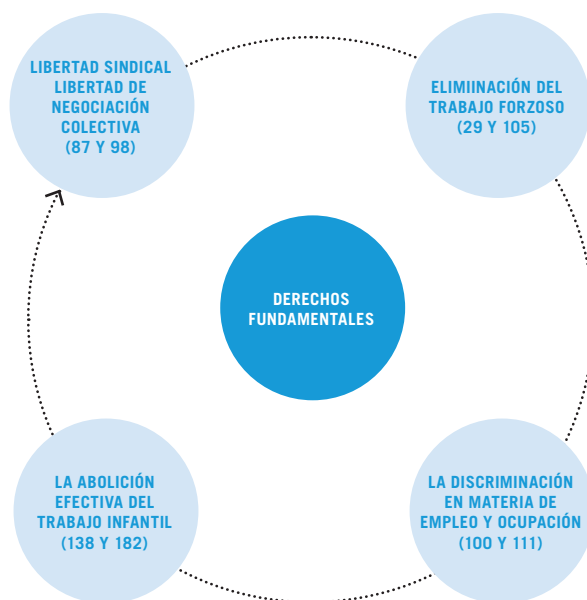 LIBERTAD SINDICAL
LIBERTAD DE
NEGOCIACIÓN
COLECTIVA
(87 Y 98)
ELIMIINACIÓN DEL
TRABAJO FORZOSO
(29 Y 105)
DERECHOS
FUNDAMENTALES
LA ABOLICIÓN
EFECTIVA DEL
TRABAJO INFANTIL
(138 Y 182)
LA DISCRIMINACIÓN
EN MATERIA DE
EMPLEO Y OCUPACIÓN
(100 Y 111)